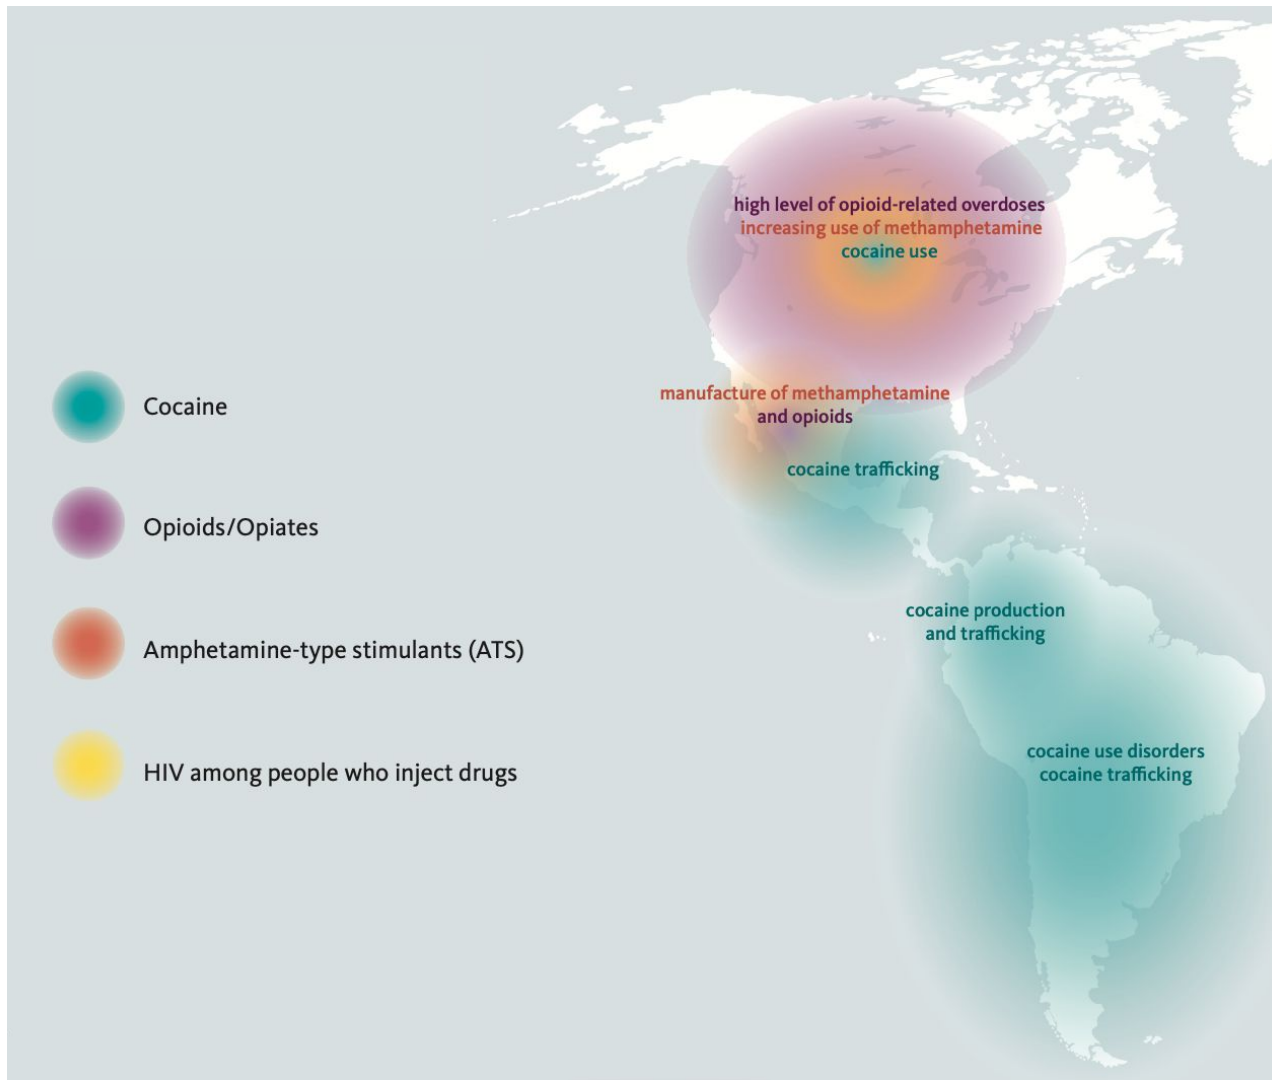 high level of opioid-related overdoses
increasing use of methamphetamine
cocaine use
manufacture of methamphetamine
and opioids
cocaine trafficking
cocaine production
and trafficking
cocaine use disorders
cocaine trafficking
Cocaine
Opioids/Opiates
Amphetamine-type stimulants (ATS)
HIV among people who inject drugs